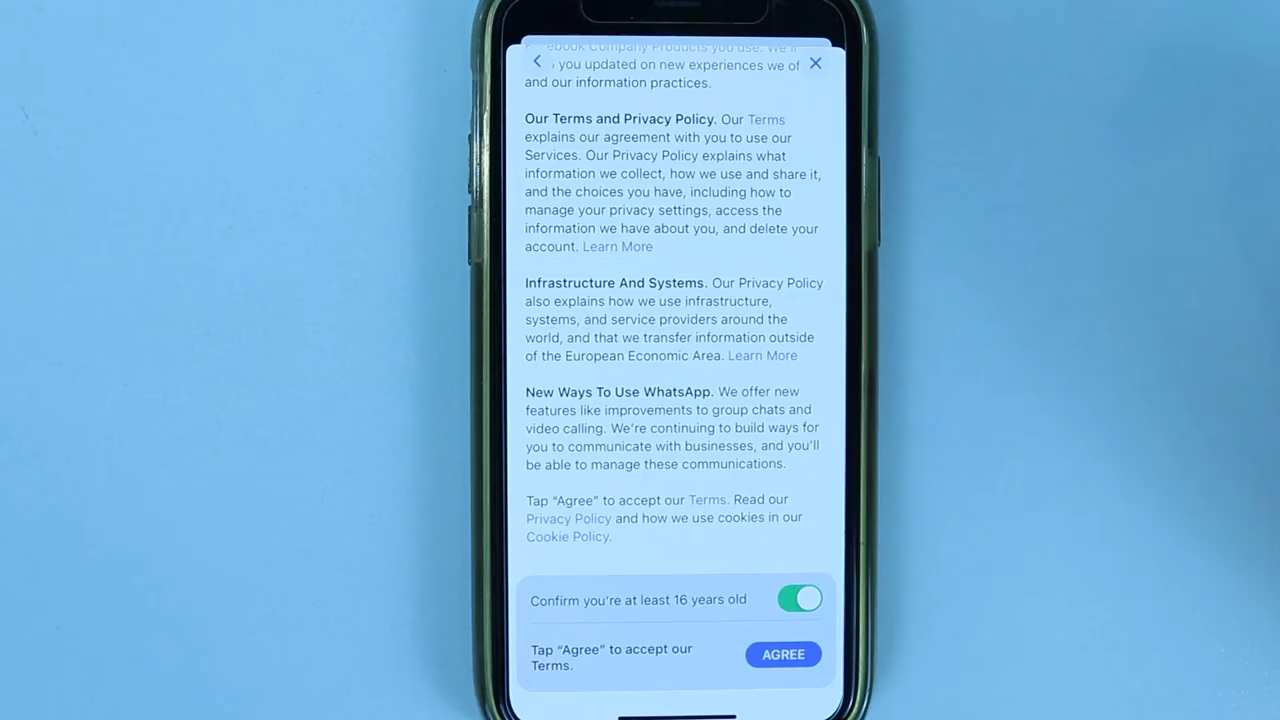 ebook Company Products you use. We'll
you updated on new experiences we of
and our information practices.
Our Terms and Privacy Policy. Our Terms
explains our agreement with you to use our
Services. Our Privacy Policy explains what
information we collect, how we use and share it,
and the choices you have, including how to
manage your privacy settings, access the
information we have about you, and delete your
account. Learn More
Infrastructure And Systems. Our Privacy Policy
also explains how we use infrastructure,
systems, and service providers around the
world, and that we transfer information outside
of the European Economic Area. Learn More
New Ways To Use WhatsApp. We offer new
features like improvements to group chats and
video calling. We're continuing to build ways for
you to communicate with businesses, and you'll
be able to manage these communications.
Tap “Agree” to accept our Terms. Read our
Privacy Policy and how we use cookies in our
Cookie Policy.
Confirm you're at least 16 years old
Tap “Agree” to accept our
Terms.
AGREE